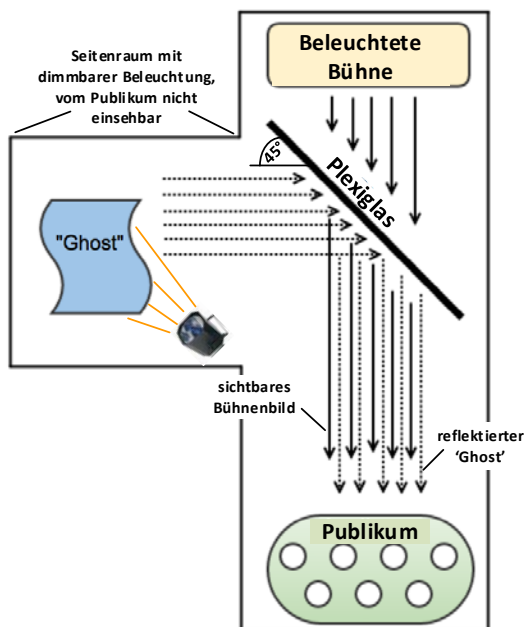 Seitenraum mit
dimmbarer Beleuchtung,
vom Publikum nicht
einsehbar
Beleuchtete
Bühne
45°
Plexiglas
"Ghost"
sichtbares
Bühnenbild
reflektierter
‘Ghost’
Publikum